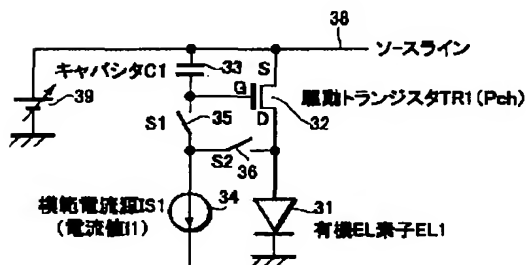 38
ソースライン
キャパシタC1
33
S
G
39
駆動トランジスタTR1(Pch)
35
D
32
S1
S2
36
模範電流源IS1
34
31
(電流値I1)
有機EL素子EL1